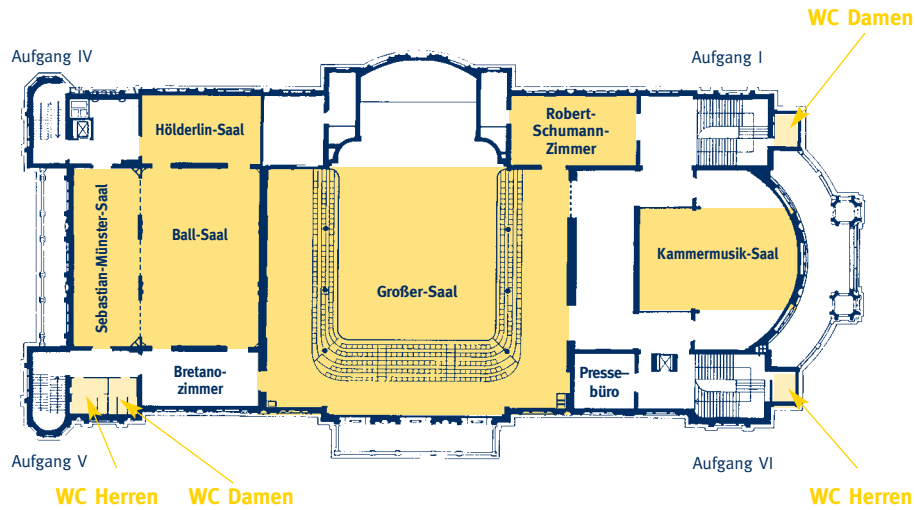 WC Damen
Aufgang IV
Aufgang I
Hölderlin-Saal
Robert-
Schumann-
Zimmer
Sebastian-Münster-Saal
Ball-Saal
Kammermusik-Saal
Großer-Saal
Bretano-
zimmer
Presse-
büro
Aufgang V
Aufgang VI
WC Herren
WC Damen
WC Herren